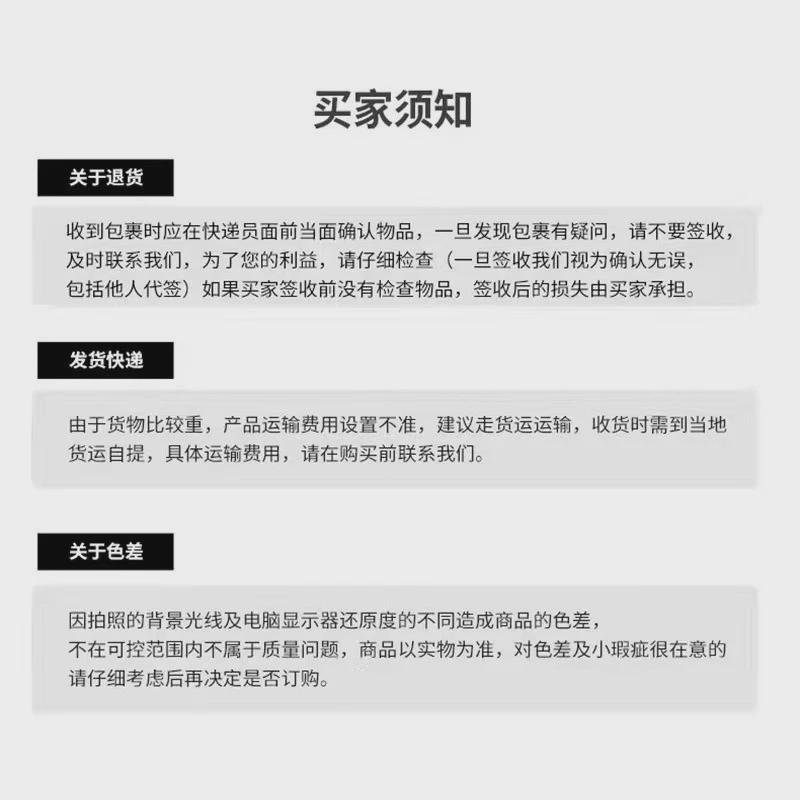 买家须知
关于退货
收到包裹时应在快递员面前当面确认物品，一旦发现包裹有疑问，请不要签收，
及时联系我们，为了您的利益，请仔细检查（一旦签收我们视为确认无误，
包括他人代签）如果买家签收前没有检查物品，签收后的损失由买家承担。
发货快递
由于货物比较重，产品运输费用设置不准，建议走货运运输，收货时需到当地
货运自提，具体运输费用，请在购买前联系我们。
关于色差
因拍照的背景光线及电脑显示器还原度的不同造成商品的色差，
不在可控范围内不属于质量问题，商品以实物为准，对色差及小瑕疵很在意的
请仔细考虑后再决定是否订购。